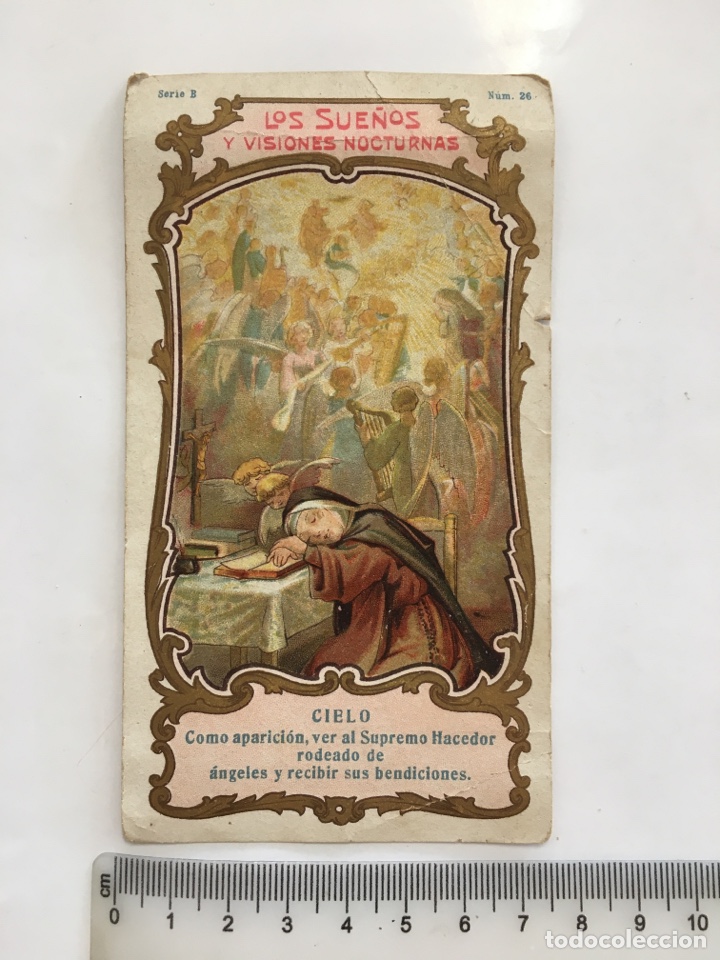 Serie B
Núm. 26
LOS SUEÑOS
Y VISIONES NOCTURNAS
CIELO
Como aparición, ver al Supremo Hacedor
rodeado de
ángeles y recibir sus bendiciones.
cm
0 1 2 3 4 5 6 7 8 9 10
todocoleccion